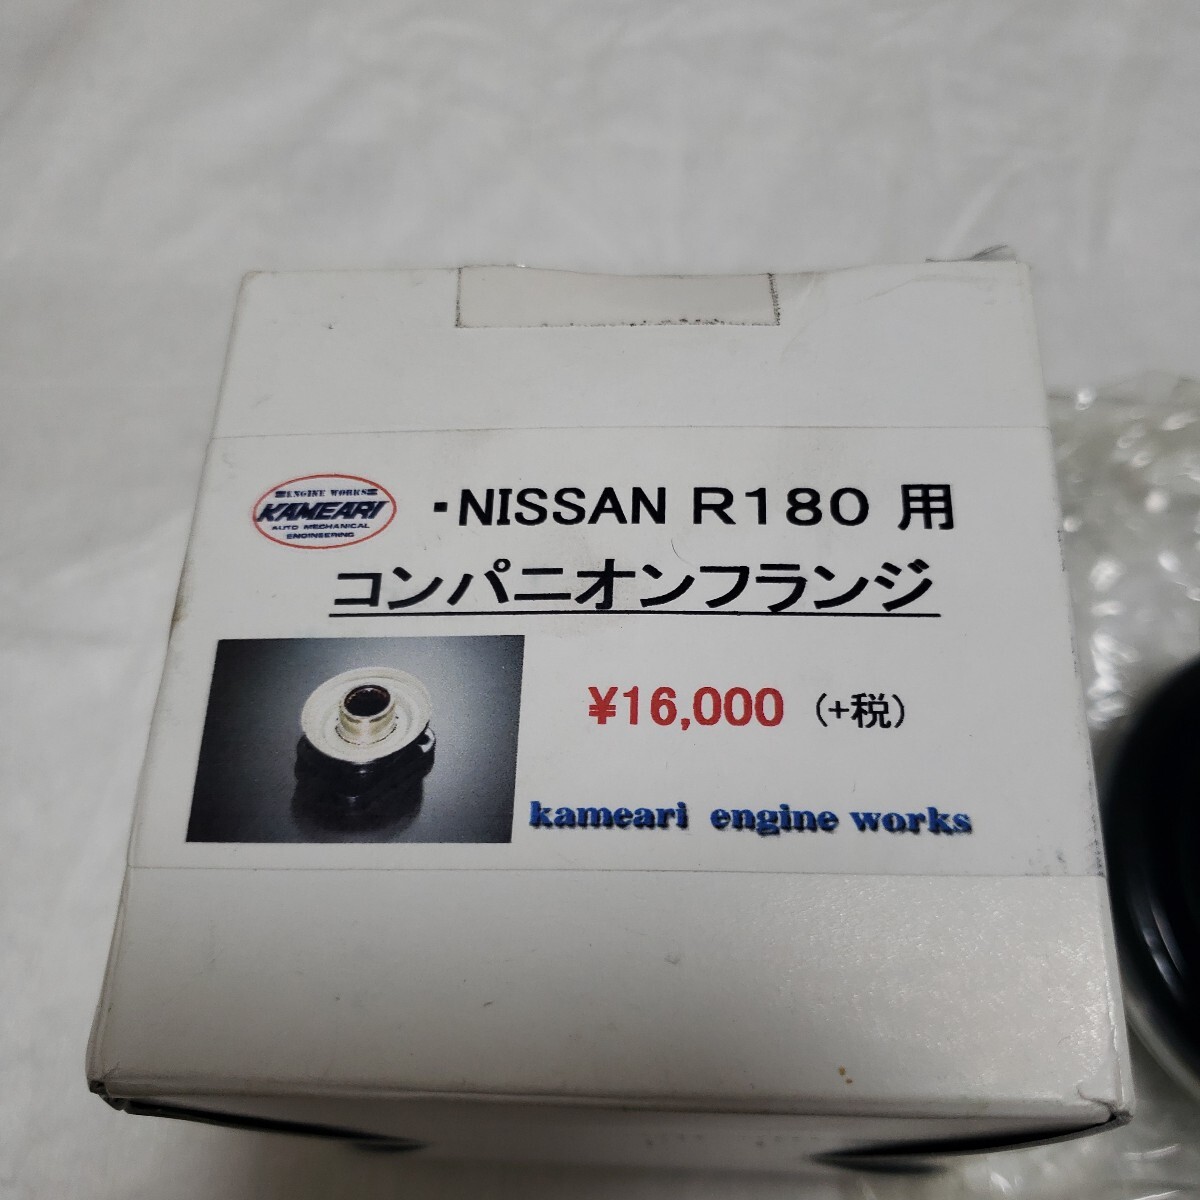 ENGINE WORKS
KAMEARI
AUTO MECHANICAL
ENGINEERING
・NISSAN R180 用
コンパニオンフランジ
¥16,000 (+税)
kameari engine works